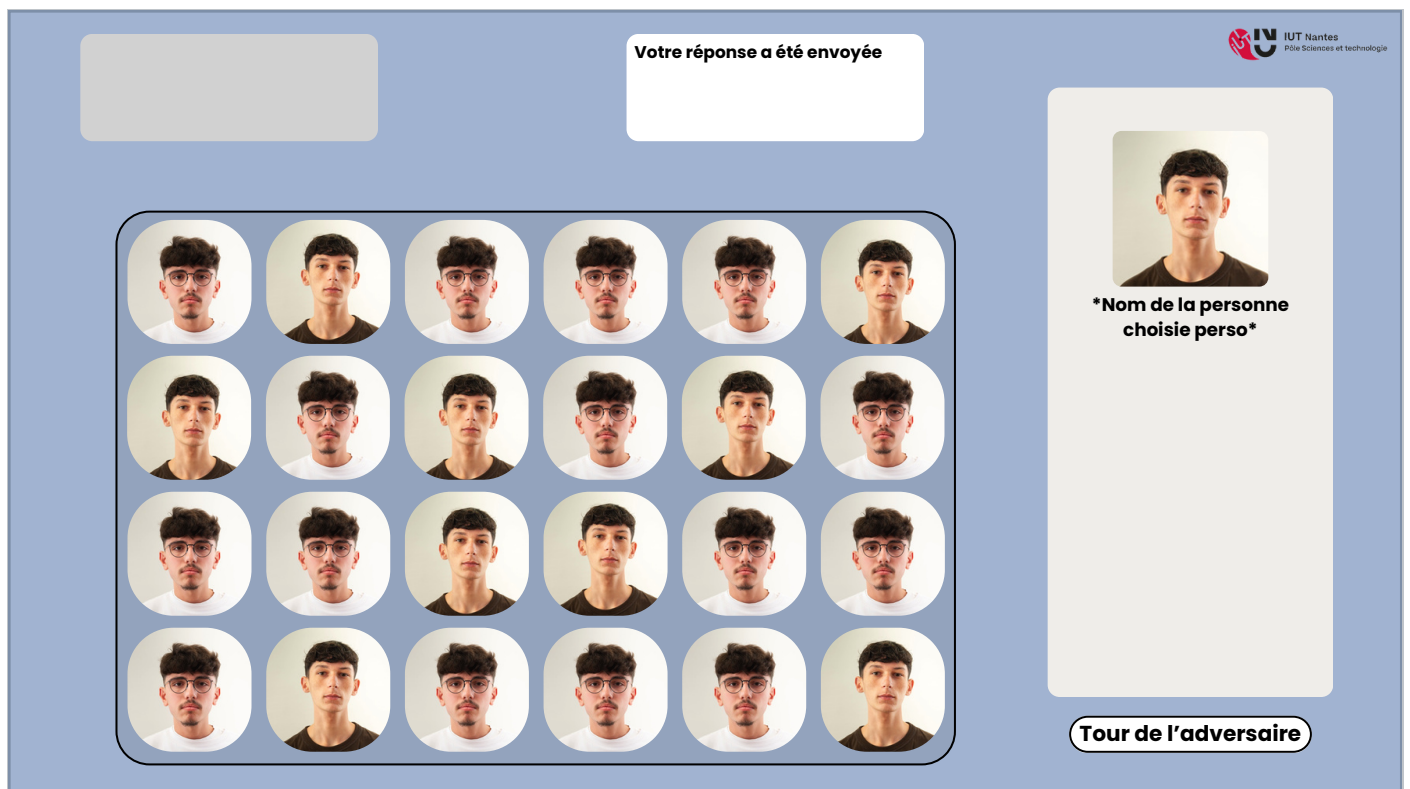 Votre réponse a été envoyée
IUT Nantes
Pôle Sciences et technologie
*Nom de la personne
choisie perso*
Tour de l’adversaire